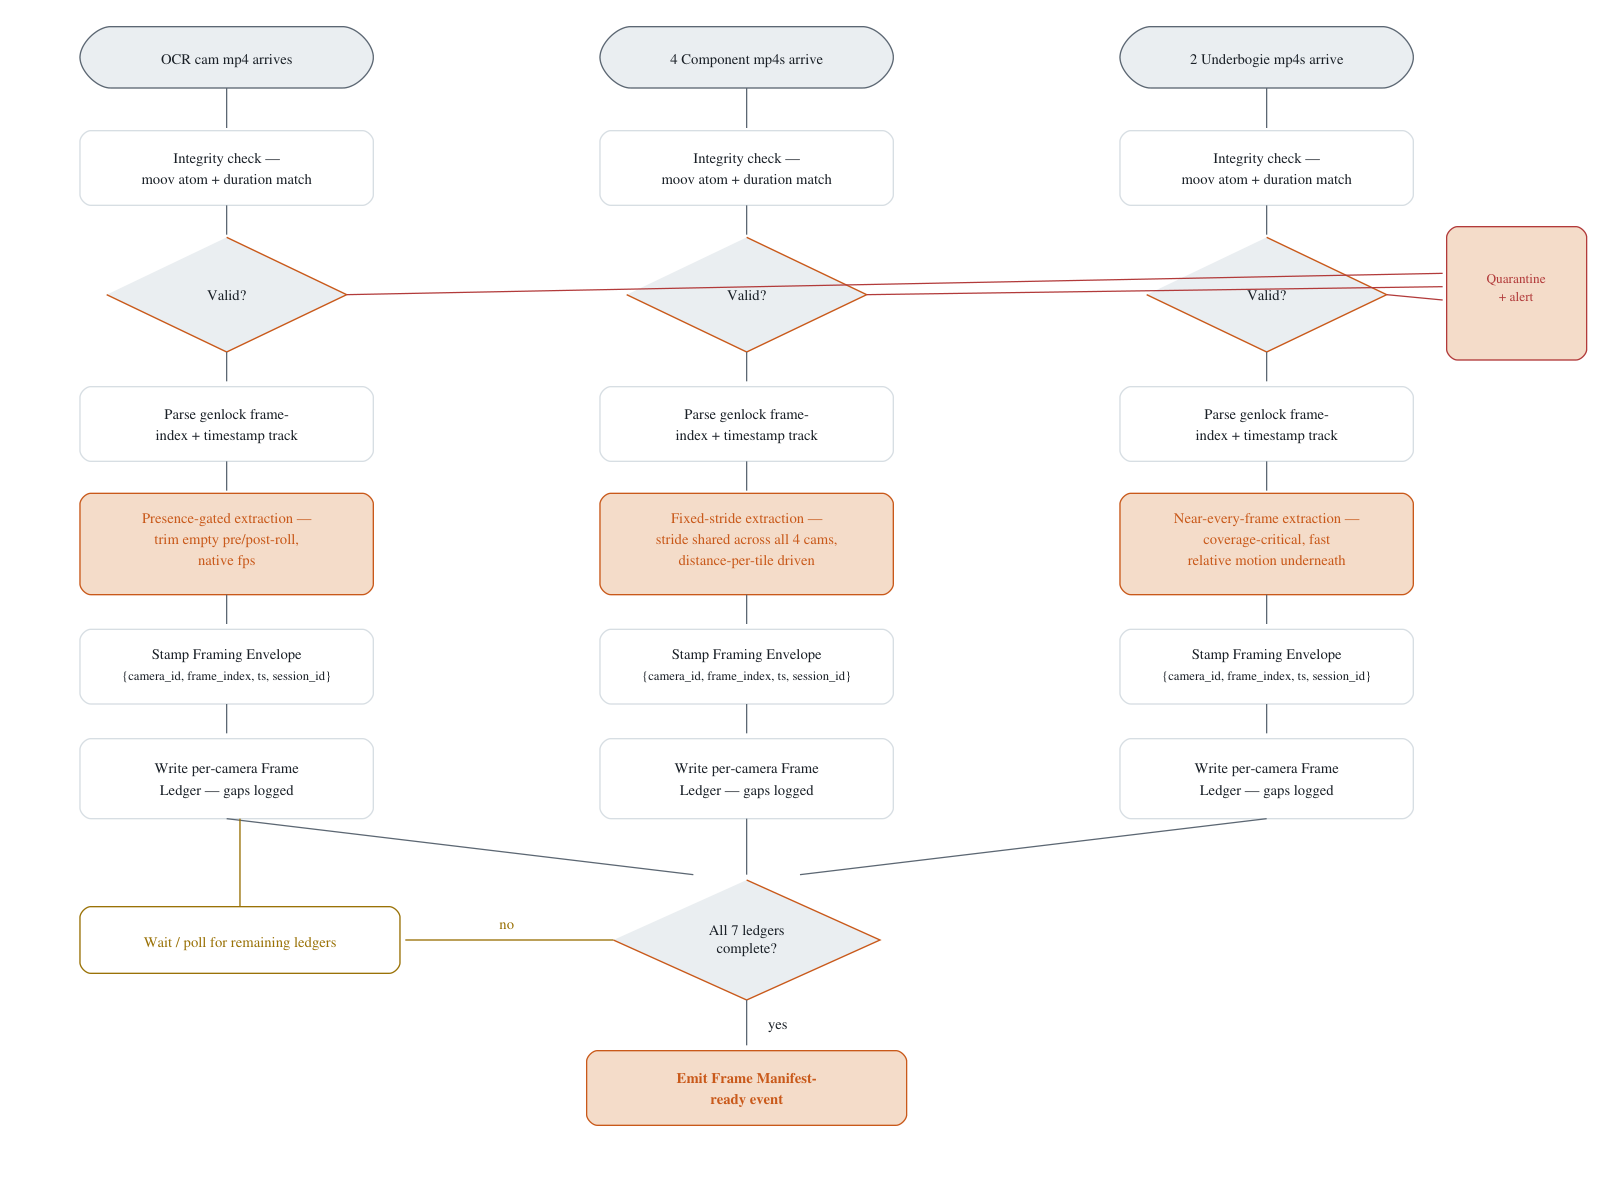 OCR cam mp4 arrives
4 Component mp4s arrive
2 Underbogie mp4s arrive
Integrity check —
moov atom + duration match
Integrity check —
moov atom + duration match
Integrity check —
moov atom + duration match
Valid?
Valid?
Valid?
Quarantine
+ alert
Parse genlock frame-
index + timestamp track
Parse genlock frame-
index + timestamp track
Parse genlock frame-
index + timestamp track
Presence-gated extraction —
trim empty pre/post-roll,
native fps
Fixed-stride extraction —
stride shared across all 4 cams,
distance-per-tile driven
Near-every-frame extraction —
coverage-critical, fast
relative motion underneath
Stamp Framing Envelope
{camera_id, frame_index, ts, session_id}
Stamp Framing Envelope
{camera_id, frame_index, ts, session_id}
Stamp Framing Envelope
{camera_id, frame_index, ts, session_id}
Write per-camera Frame
Ledger — gaps logged
Write per-camera Frame
Ledger — gaps logged
Write per-camera Frame
Ledger — gaps logged
Wait / poll for remaining ledgers
no
All 7 ledgers
complete?
yes
Emit Frame Manifest-
ready event